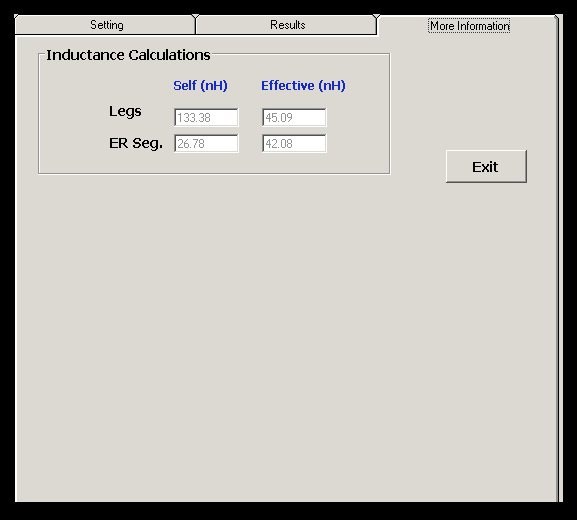 Setting Results More Information
Inductance Calculations
Self (nH) Effective (nH)
Legs 133.38 45.09
ER Seg. 26.78 42.08
Exit